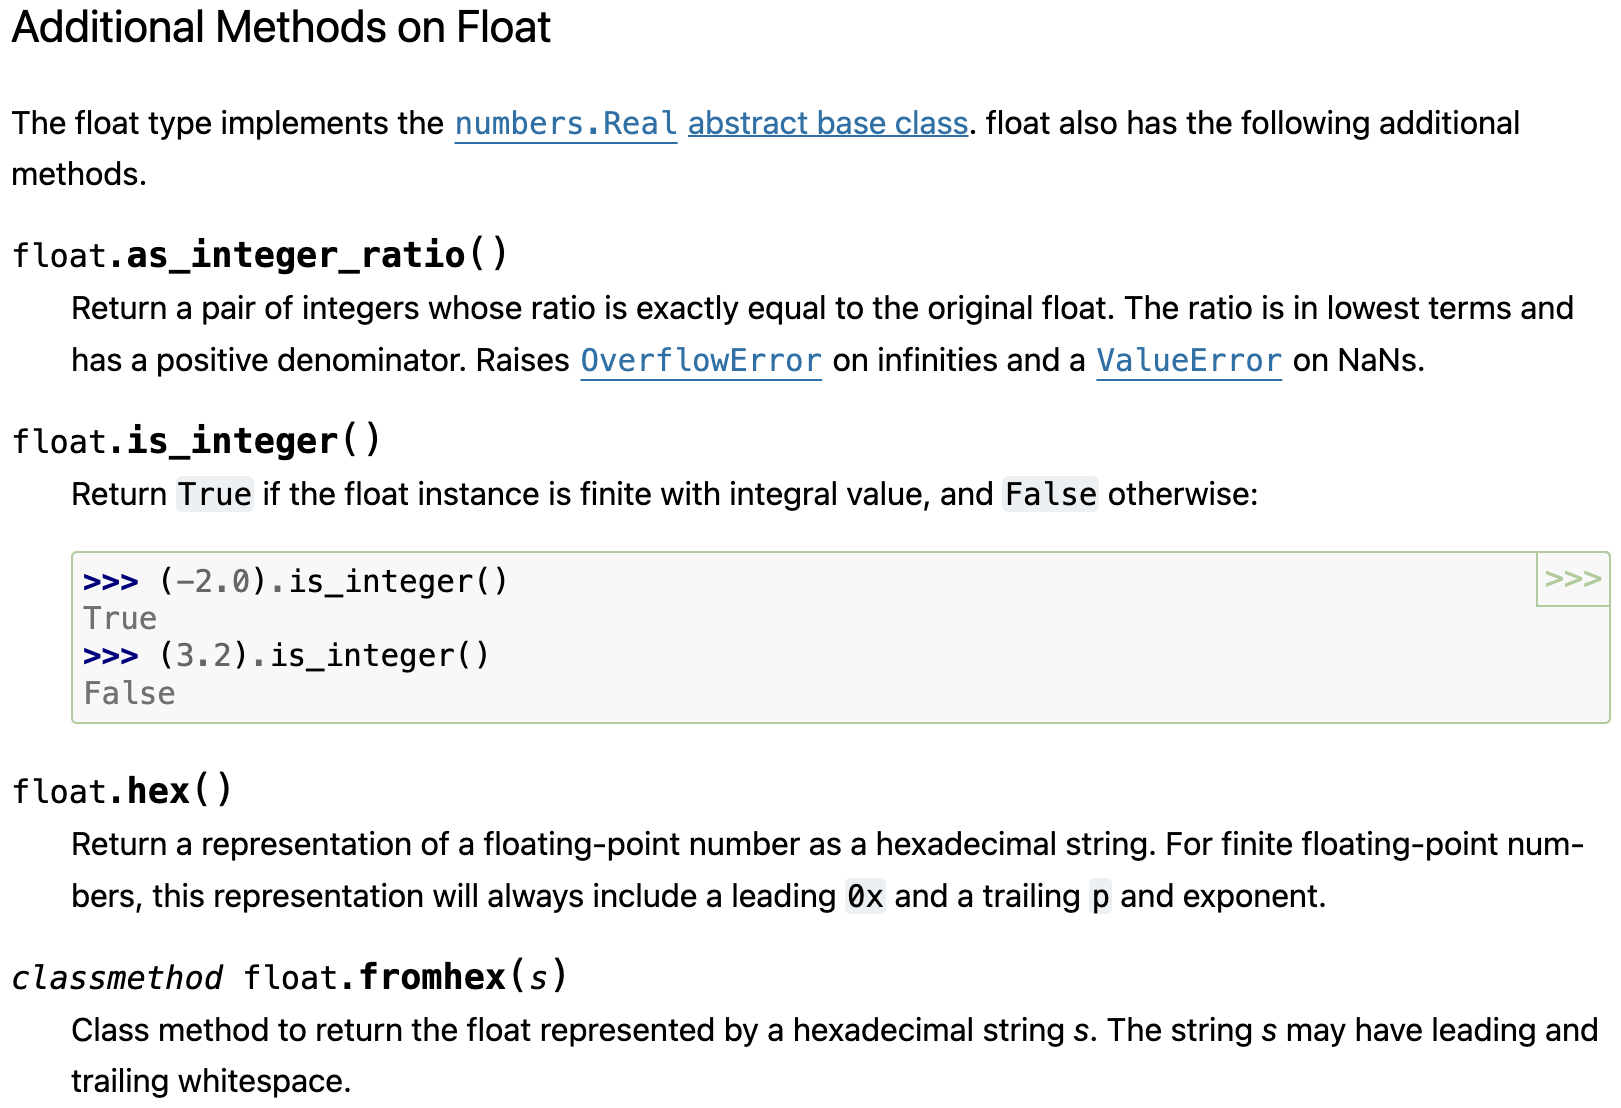 Additional Methods on Float
The float type implements the numbers.Real abstract base class. float also has the following additional
methods.
float.as_integer_ratio()
Return a pair of integers whose ratio is exactly equal to the original float. The ratio is in lowest terms and
has a positive denominator. Raises OverflowError on infinities and a ValueError on NaNs.
float.is_integer()
Return True if the float instance is finite with integral value, and False otherwise:
>>> (-2.0).is_integer() >>>
True
>>> (3.2).is_integer()
False
float.hex()
Return a representation of a floating-point number as a hexadecimal string. For finite floating-point num-
bers, this representation will always include a leading 0x and a trailing p and exponent.
classmethod float.fromhex(s)
Class method to return the float represented by a hexadecimal string s. The string s may have leading and
trailing whitespace.